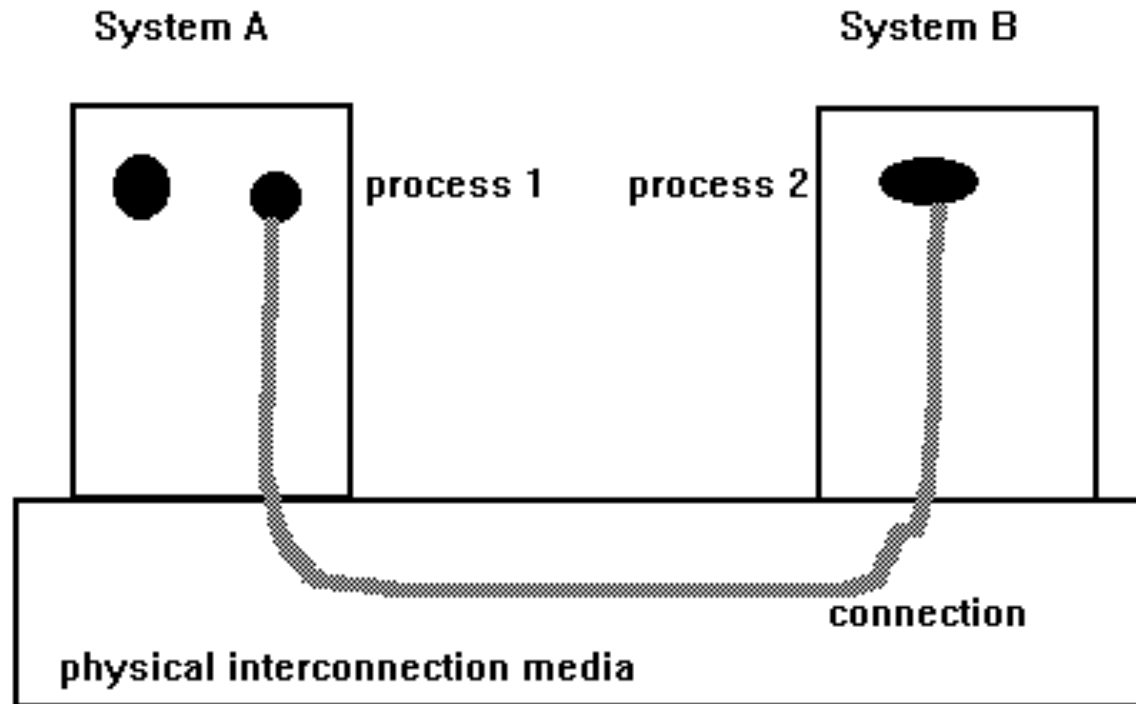 System A
System B
process 1
process 2
connection
physical interconnection media